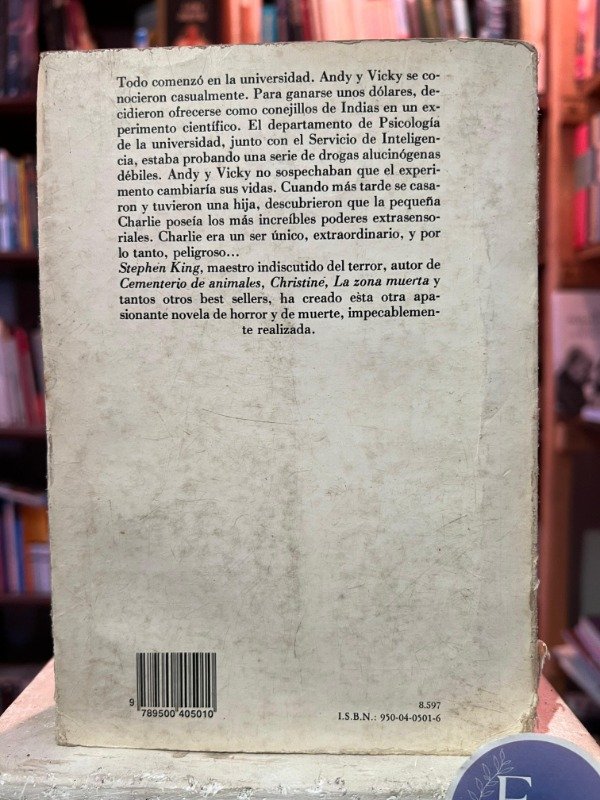 Todo comenzó en la universidad. Andy y Vicky se co-
nocieron casualmente. Para ganarse unos dólares, de-
cidieron ofrecerse como conejillos de Indias en un ex-
perimento científico. El departamento de Psicología
de la universidad, junto con el Servicio de Inteligen-
cia, estaba probando una serie de drogas alucinógenas
débiles. Andy y Vicky no sospechaban que el experi-
mento cambiaría sus vidas. Cuando más tarde se casa-
ron y tuvieron una hija, descubrieron que la pequeña
Charlie poseía los más increíbles poderes extrasenso-
riales. Charlie era un ser único, extraordinario, y por
lo tanto, peligroso...
Stephen King, maestro indiscutido del terror, autor de
Cementerio de animales, Christine, La zona muerta y
tantos otros best sellers, ha creado esta otra apa-
sionante novela de horror y de muerte, impecablemen-
te realizada.
9 789500 405010
8.597
I.S.B.N.: 950-04-0501-6
E